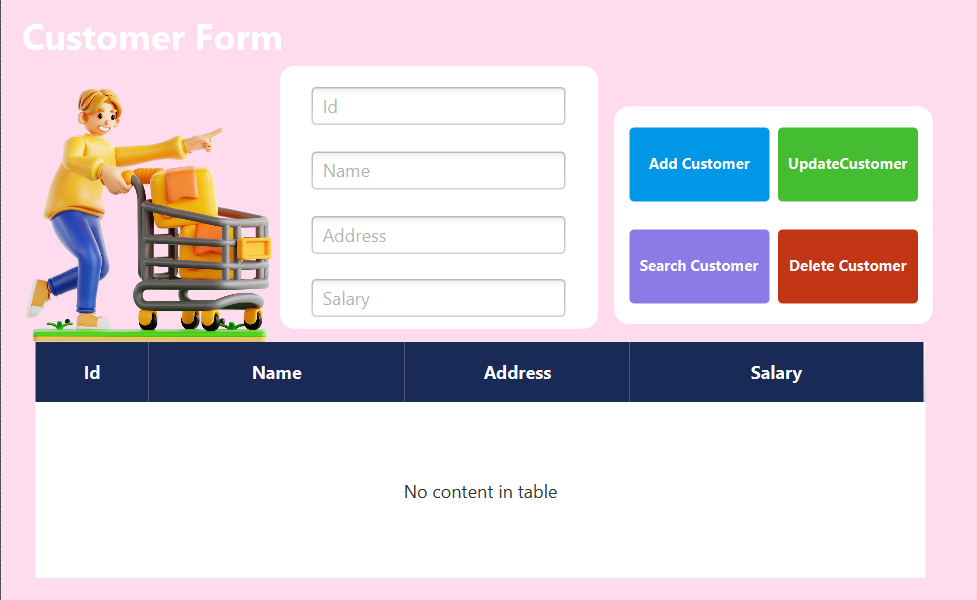 Customer Form
Id
Name
Address
Salary
Add Customer
UpdateCustomer
Search Customer
Delete Customer
Id Name Address Salary
No content in table